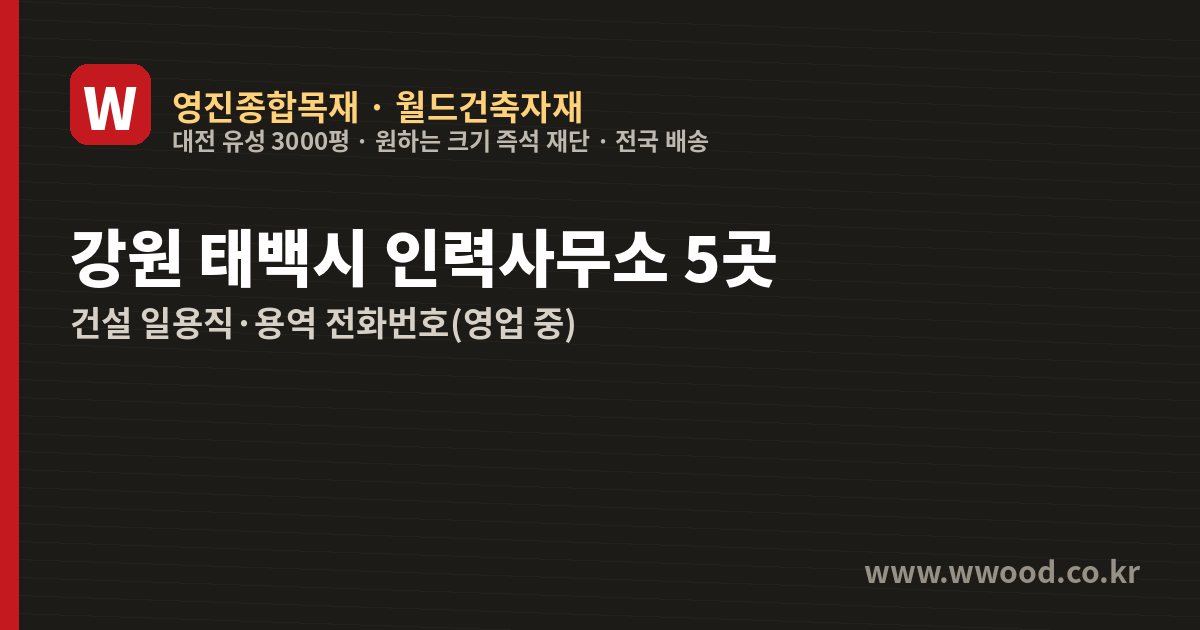 W
영진종합목재 · 월드건축자재
대전 유성 3000평 · 원하는 크기 즉석 재단 · 전국 배송
강원 태백시 인력사무소 5곳
건설 일용직·용역 전화번호(영업 중)
www.wwood.co.kr